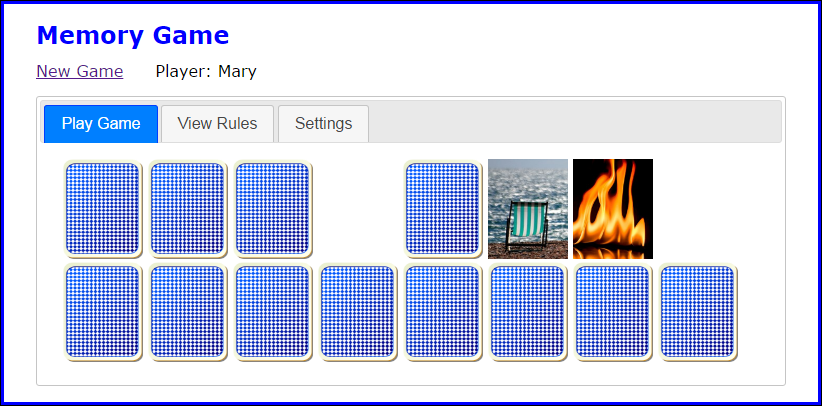 Memory Game
New Game Player: Mary
Play Game View Rules Settings